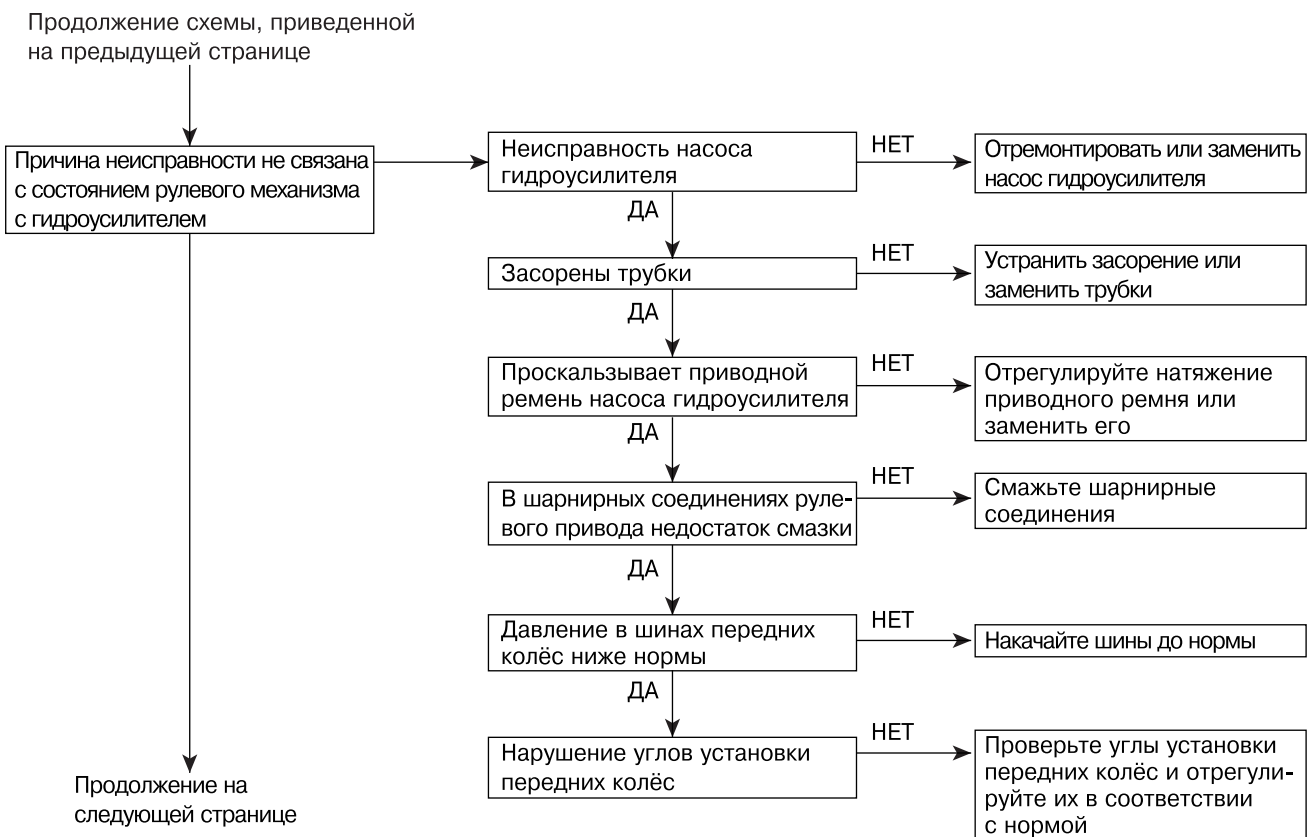 Продолжение схемы, приведенной
на предыдущей странице
Причина неисправности не связана
с состоянием рулевого механизма
с гидроусилителем
Неисправность насоса
гидроусилителя
НЕТ
Отремонтировать или заменить
насос гидроусилителя
ДА
Засорены трубки
НЕТ
Устранить засорение или
заменить трубки
ДА
Проскальзывает приводной
ремень насоса гидроусилителя
НЕТ
Отрегулируйте натяжение
приводного ремня или
заменить его
ДА
В шарнирных соединениях руле-
вого привода недостаток смазки
НЕТ
Смажьте шарнирные
соединения
ДА
Давление в шинах передних
колёс ниже нормы
НЕТ
Накачайте шины до нормы
ДА
Нарушение углов установки
передних колёс
НЕТ
Проверьте углы установки
передних колёс и отрегули-
руйте их в соответствии
с нормой
Продолжение на
следующей странице